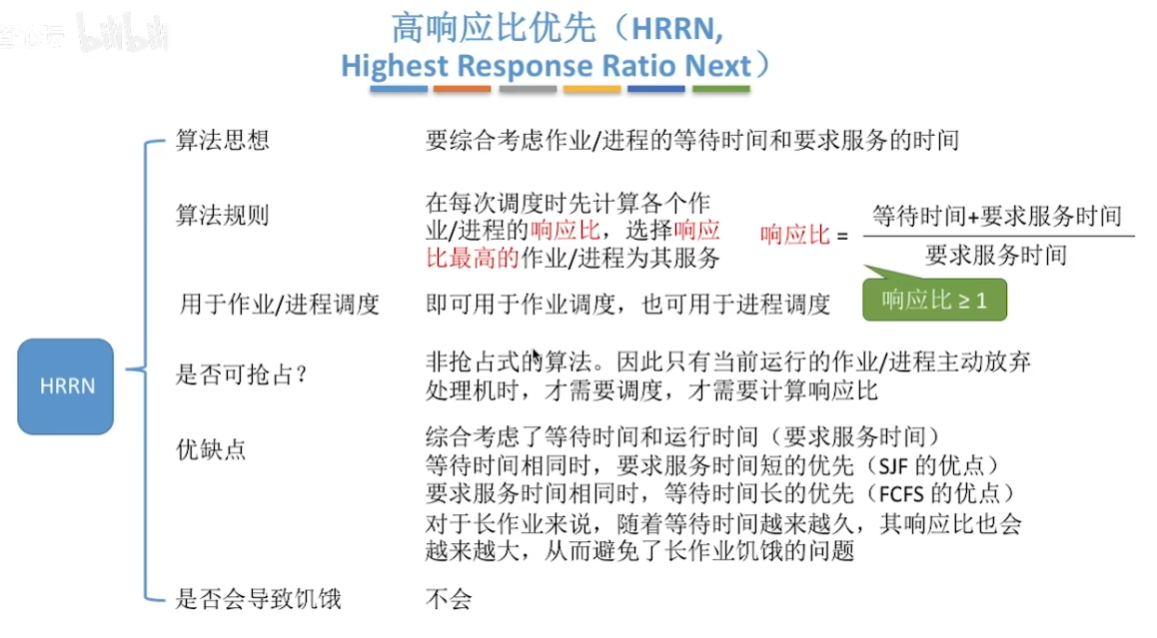 bilibili
高响应比优先（HRRN,
Highest Response Ratio Next）
算法思想
要综合考虑作业/进程的等待时间和要求服务的时间
算法规则
在每次调度时先计算各个作
业/进程的响应比，选择响应
比最高的作业/进程为其服务
响应比 =
等待时间+要求服务时间
要求服务时间
响应比 ≥ 1
用于作业/进程调度
即可用于作业调度，也可用于进程调度
HRRN
是否可抢占？
非抢占式的算法。因此只有当前运行的作业/进程主动放弃
处理机时，才需要调度，才需要计算响应比
优缺点
综合考虑了等待时间和运行时间（要求服务时间）
等待时间相同时，要求服务时间短的优先（SJF 的优点）
要求服务时间相同时，等待时间长的优先（FCFS 的优点）
对于长作业来说，随着等待时间越来越久，其响应比也会
越来越大，从而避免了长作业饥饿的问题
是否会导致饥饿
不会